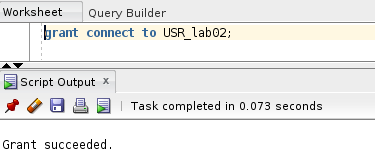 Worksheet Query Builder
grant connect to USR_lab02;
Script Output x
Task completed in 0.073 seconds
Grant succeeded.